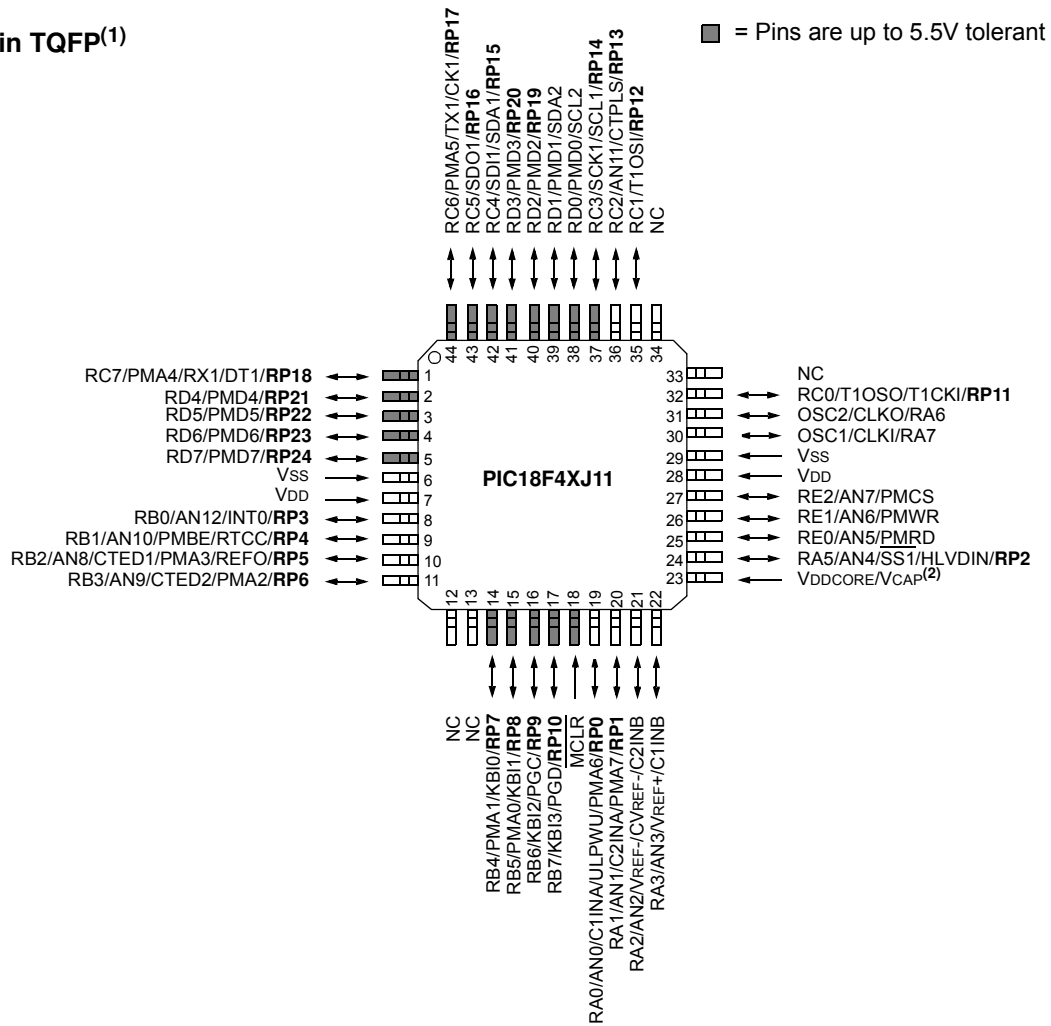 in TQFP(1)
= Pins are up to 5.5V tolerant
RC6/PMA5/TX1/CK1/RP17
RC5/SDO1/RP16
RC4/SDI1/SDA1/RP15
RD3/PMD3/RP20
RD2/PMD2/RP19
RD1/PMD1/SDA2
RD0/PMD0/SCL2
RC3/SCK1/SCL1/RP14
RC2/AN11/CTPLS/RP13
RC1/T1OSI/RP12
NC
44
43
42
41
40
39
38
37
36
35
34
RC7/PMA4/RX1/DT1/RP18 1
RD4/PMD4/RP21 2
RD5/PMD5/RP22 3
RD6/PMD6/RP23 4
RD7/PMD7/RP24 5
VSS 6
VDD 7
RB0/AN12/INT0/RP3 8
RB1/AN10/PMBE/RTCC/RP4 9
RB2/AN8/CTED1/PMA3/REFO/RP5 10
RB3/AN9/CTED2/PMA2/RP6 11
PIC18F4XJ11
33 NC
32 RC0/T1OSO/T1CKI/RP11
31 OSC2/CLKO/RA6
30 OSC1/CLKI/RA7
29 VSS
28 VDD
27 RE2/AN7/PMCS
26 RE1/AN6/PMWR
25 RE0/AN5/PMRD
24 RA5/AN4/SS1/HLVDIN/RP2
23 VDDCORE/VCAP(2)
12
13
14
15
16
17
18
19
20
21
22
NC
NC
RB4/PMA1/KBI0/RP7
RB5/PMA0/KBI1/RP8
RB6/KBI2/PGC/RP9
RB7/KBI3/PGD/RP10
MCLR
RA0/AN0/C1INA/ULPWU/PMA6/RP0
RA1/AN1/C2INA/PMA7/RP1
RA2/AN2/VREF-/CVREF-/C2INB
RA3/AN3/VREF+/C1INB